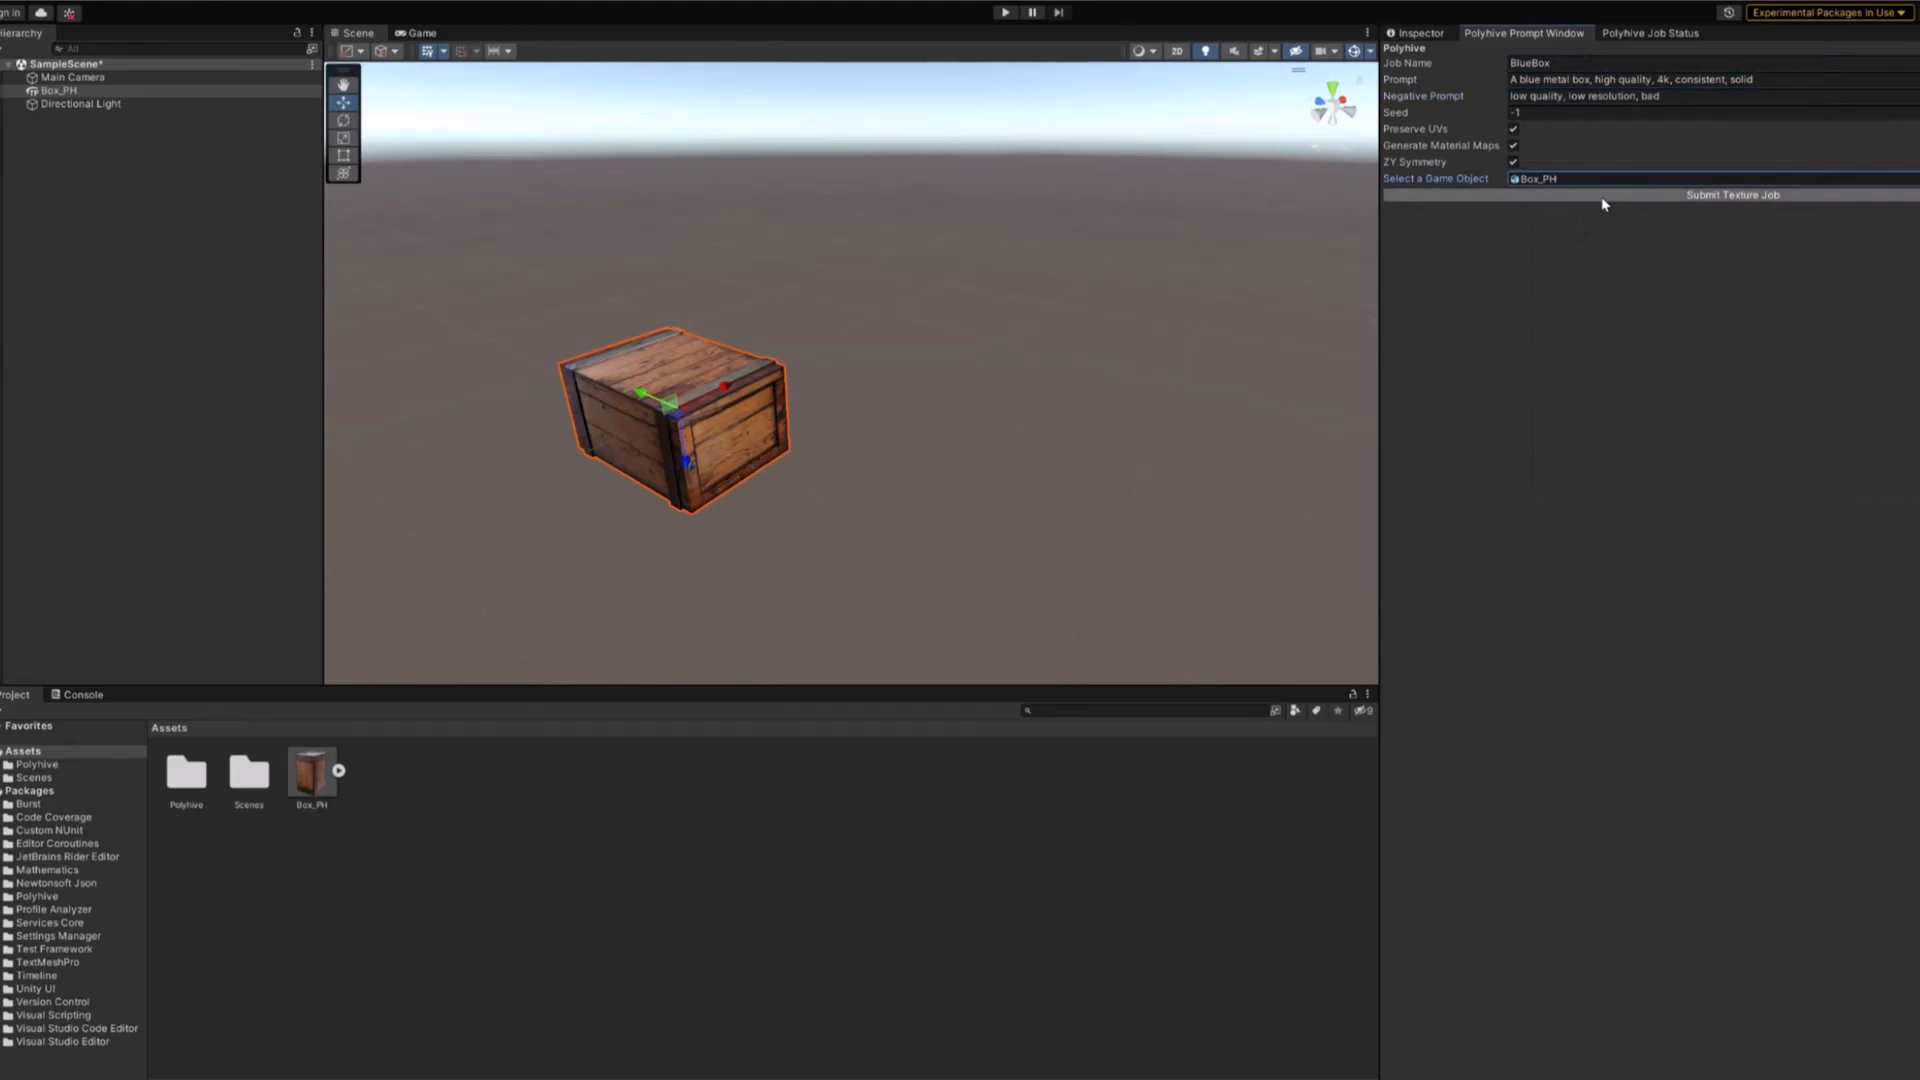 gn in
Experimental Packages In Use
Hierarchy
All
SampleScene*
Main Camera
Box_PH
Directional Light
Scene
Game
2D
Inspector
Polyhive Prompt Window
Polyhive Job Status
Polyhive
Job Name
BlueBox
Prompt
A blue metal box, high quality, 4k, consistent, solid
Negative Prompt
low quality, low resolution, bad
Seed
-1
Preserve UVs
Generate Material Maps
ZY Symmetry
Select a Game Object
Box_PH
Submit Texture Job
Project
Console
9
Favorites
Assets
Polyhive
Scenes
Packages
Burst
Code Coverage
Custom NUnit
Editor Coroutines
JetBrains Rider Editor
Mathematics
Newtonsoft Json
Polyhive
Profile Analyzer
Services Core
Settings Manager
Test Framework
TextMeshPro
Timeline
Unity UI
Version Control
Visual Scripting
Visual Studio Code Editor
Visual Studio Editor
Assets
Polyhive
Scenes
Box_PH